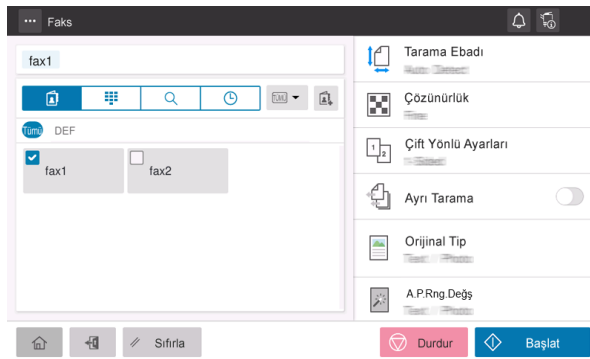 Faks
fax1
Tümü DEF
fax1
fax2
Tarama Ebadı
Çözünürlük
Çift Yönlü Ayarları
Ayrı Tarama
Orijinal Tip
A.P.Rng.Değş
Sıfırla
Durdur
Başlat